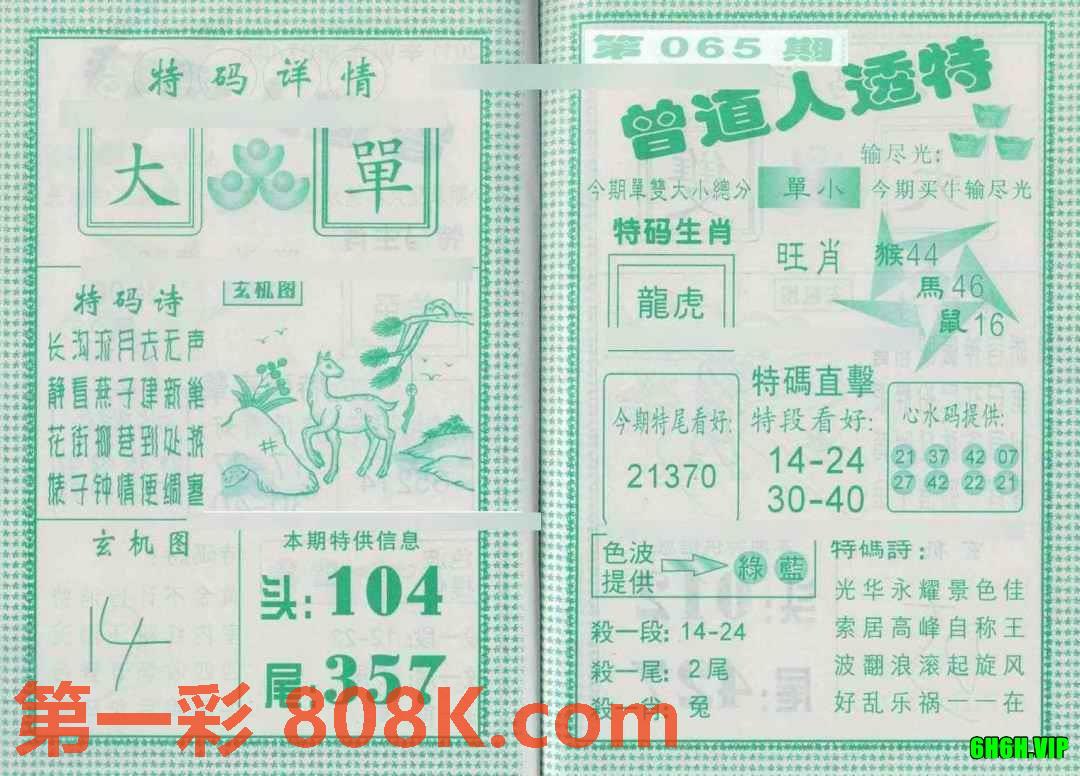 特码详情
大 單
特码诗
长沟流月去无声
静看燕子建新巢
花街柳巷到处游
婊子钟情便绸塞
玄机图
井
玄机图
14
本期特供信息
头:104
尾:357
第065期
曾道人透特
输尽光:
今期單雙大小總分 單小 今期买牛输尽光
特码生肖
龍虎
旺肖
猴44
馬46
鼠16
今期特尾看好:
21370
特碼直擊
特段看好:
14-24
30-40
心水码提供:
21 37 42 07
27 42 22 21
色波
提供
綠 藍
殺一段: 14-24
殺一尾: 2尾
殺一肖: 兔
特碼詩:
光华永耀景色佳
索居高峰自称王
波翻浪滚起旋风
好乱乐祸一一在
第一彩 808K.com
6H6H.VIP